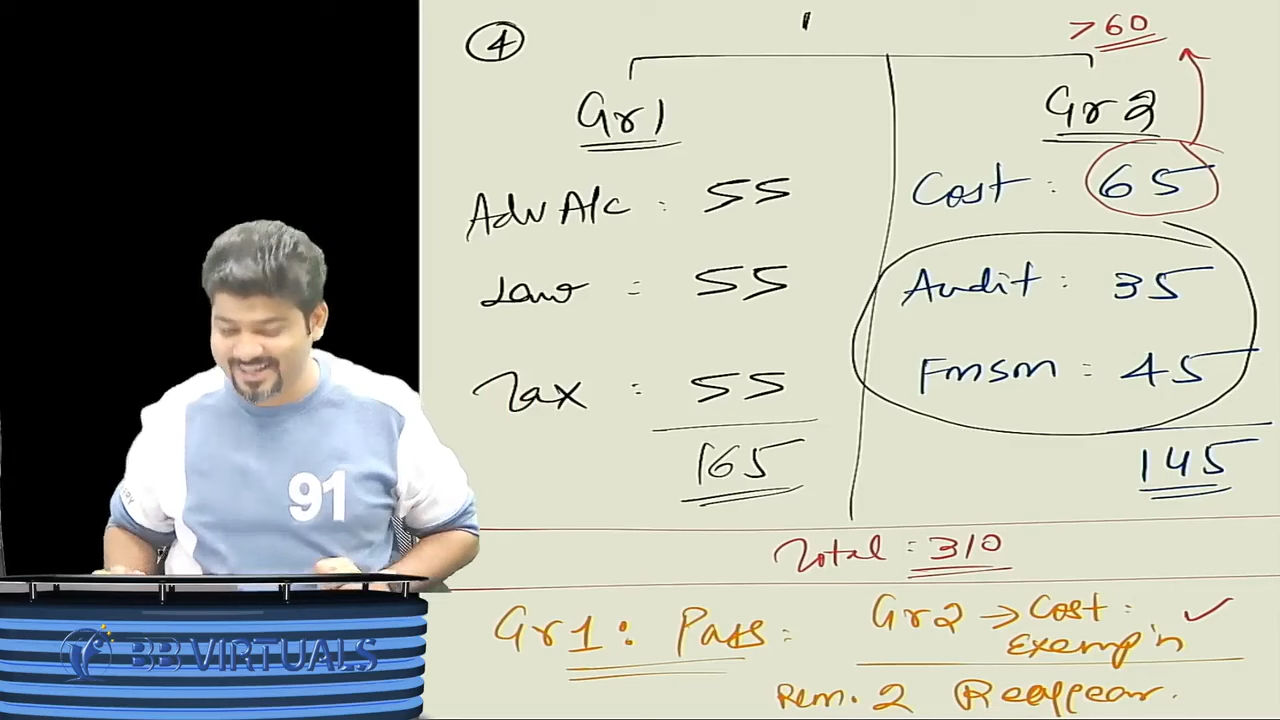 4
>60
Gr1
Gr2
Adv A/c : 55
Cost : 65
Law = 55
Audit : 35
Tax : 55
Fmsm : 45
165
145
Total : 310
Gr1 : Pass :
Gr2 → Cost : ✓
Exemp'n
Rem. 2 Reappear.
91
BB VIRTUALS